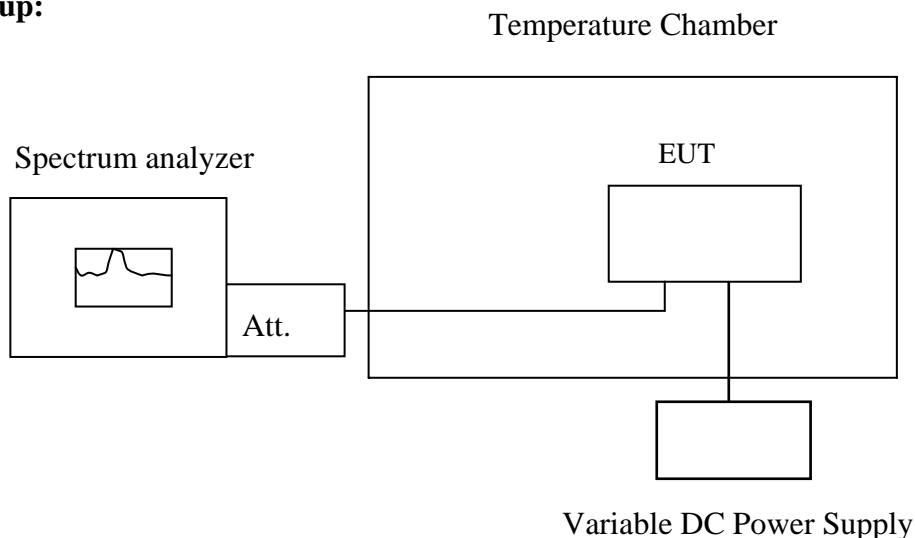 up:
Temperature Chamber
Spectrum analyzer
EUT
Att.
Variable DC Power Supply